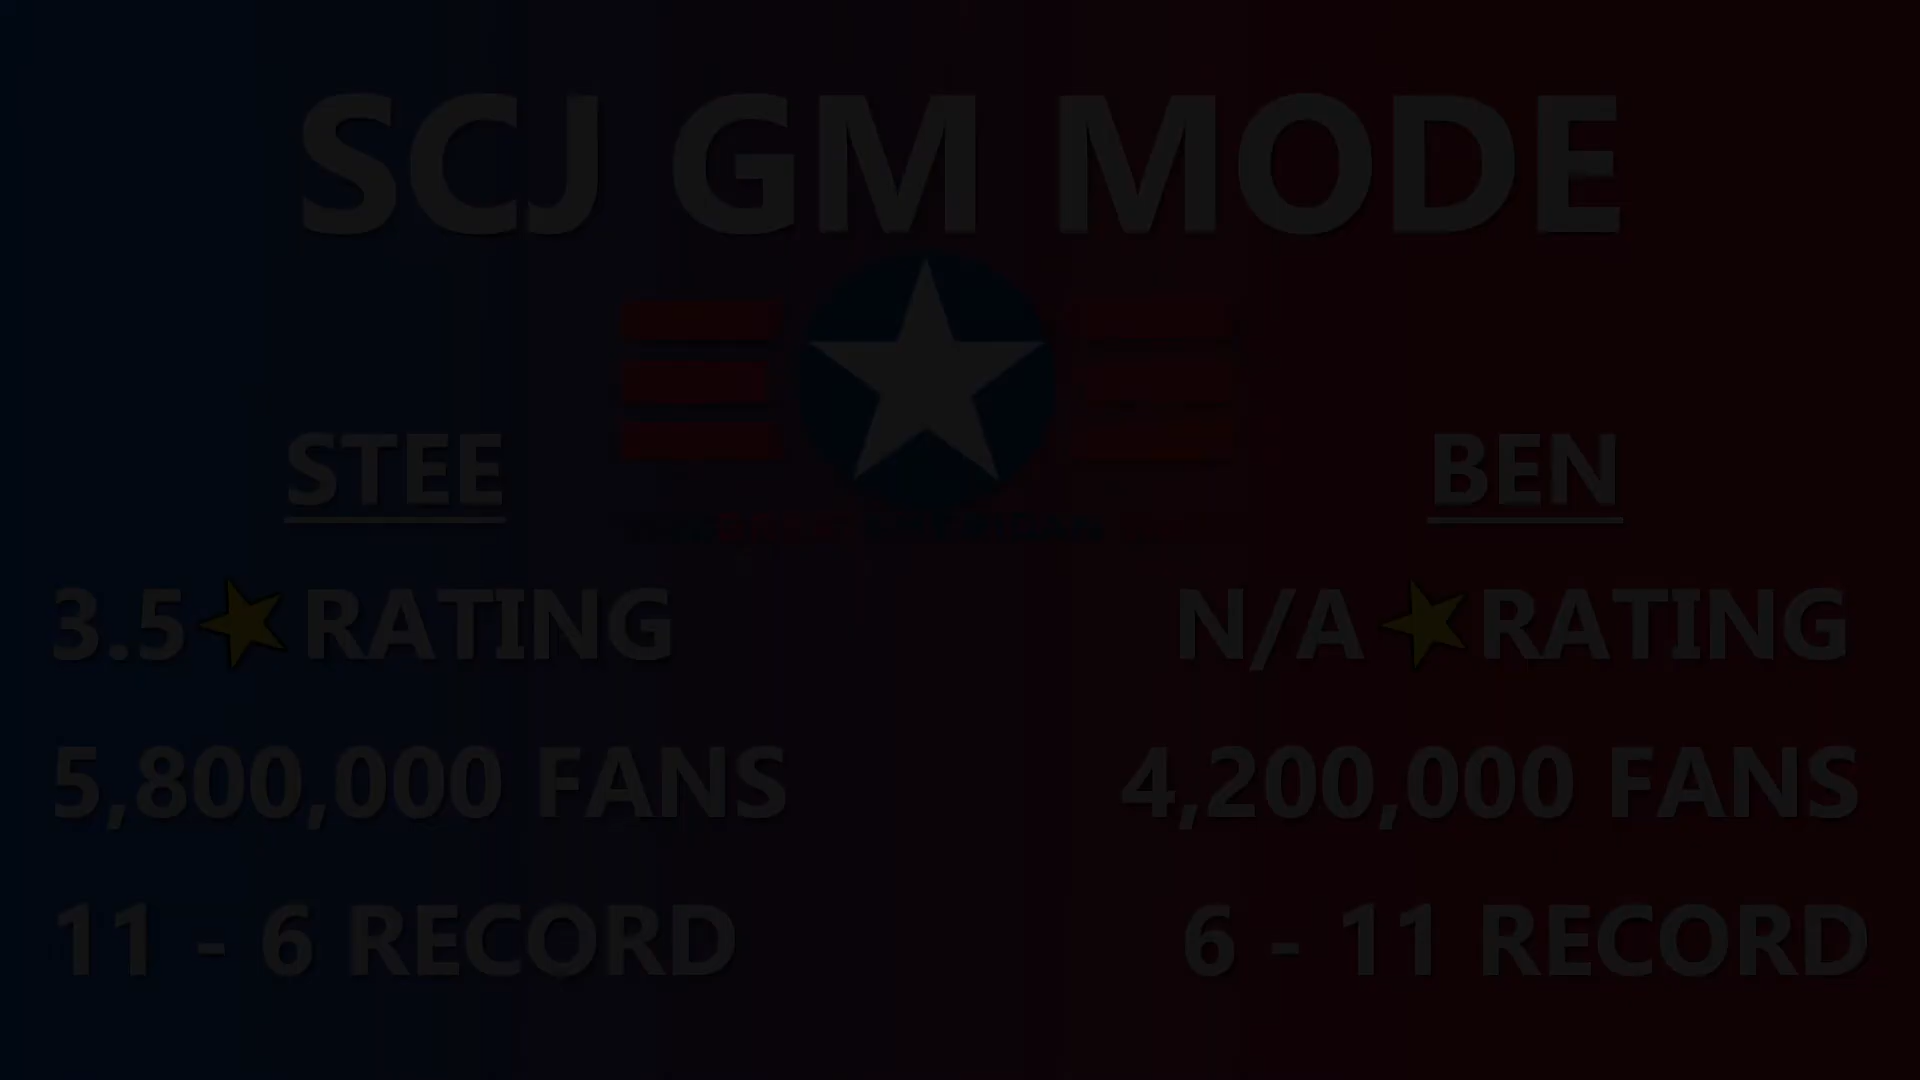 SCJ GM MODE
STEE
BEN
3.5 RATING
N/A RATING
5,800,000 FANS
4,200,000 FANS
11 - 6 RECORD
6 - 11 RECORD